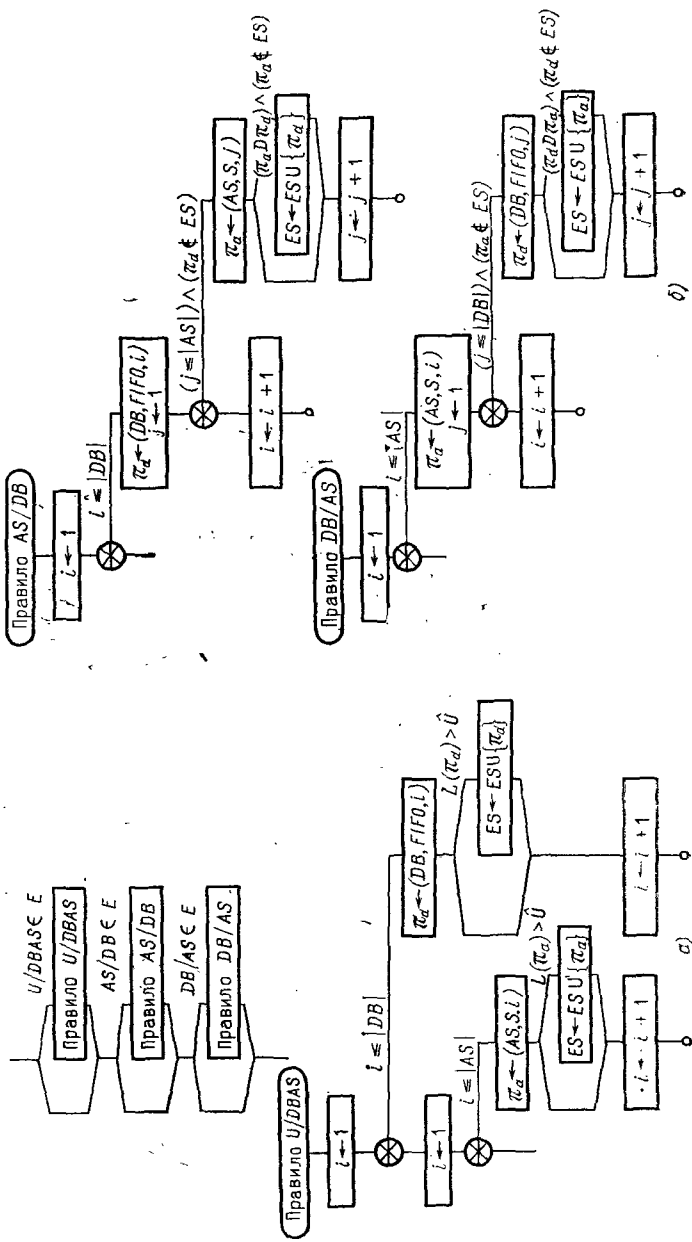 U/DBAS ∈ E
Правило U/DBAS
AS/DB ∈ E
Правило AS/DB
DB/AS ∈ E
Правило DB/AS
Правило U/DBAS
i ← 1
i ≤ |DB|
π_d ← (DB, FIFO, i)
L(π_d) > Û
ES ← ES U {π_d}
i ← i + 1
i ← 1
i ≤ |AS|
π_a ← (AS, S, i)
L(π_a) > Û
ES ← ES U {π_a}
i ← i + 1
а)
Правило AS/DB
i ← 1
i ≤ |DB|
π_d ← (DB, FIFO, i)
j ← 1
(j ≤ |AS|) ∧ (π_d ∉ ES)
π_a ← (AS, S, j)
(π_a D π_d) ∧ (π_a ∉ ES)
ES ← ES U {π_d}
j ← j + 1
i ← i + 1
Правило DB/AS
i ← 1
i ≤ |AS|
π_a ← (AS, S, i)
j ← 1
(j ≤ |DB|) ∧ (π_a ∉ ES)
π_d ← (DB, FIFO, j)
(π_d D π_a) ∧ (π_d ∉ ES)
ES ← ES U {π_a}
j ← j + 1
i ← i + 1
б)